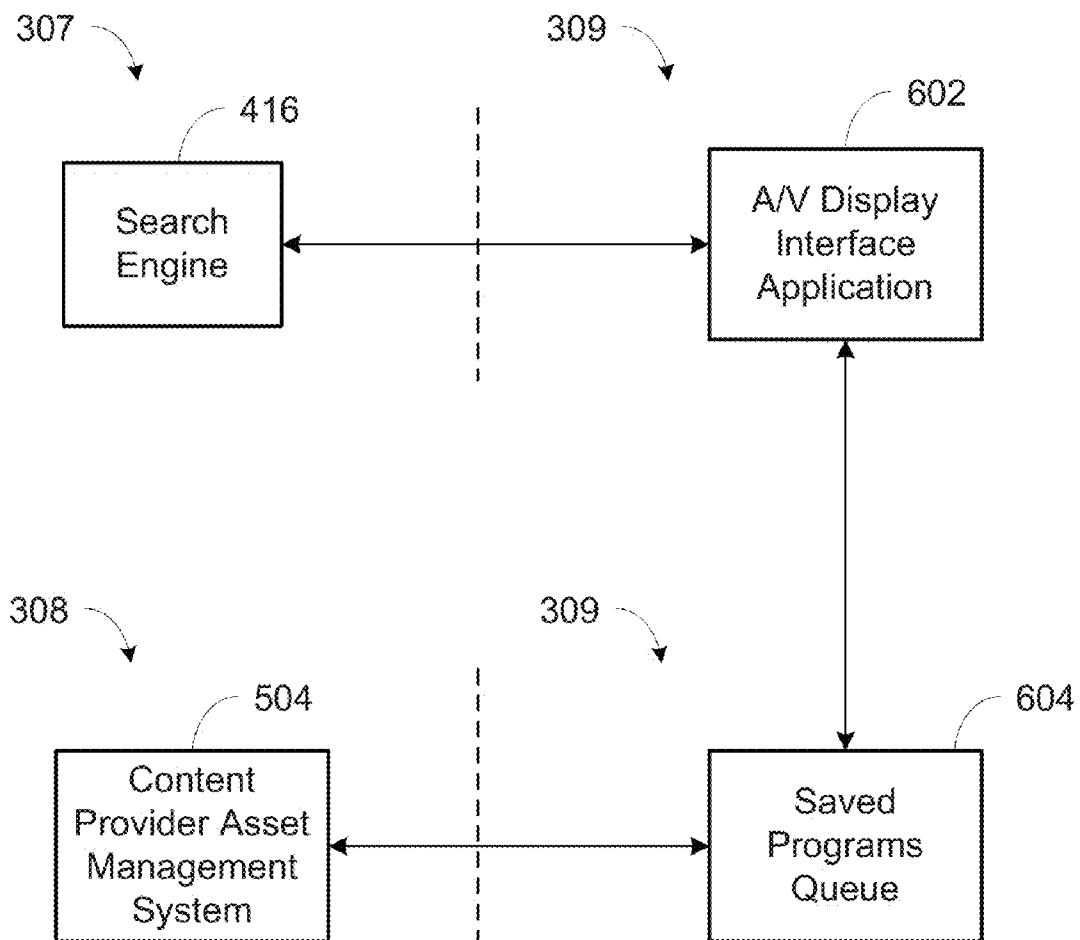 307
309
416
602
Search
Engine
A/V Display
Interface
Application
308
309
504
604
Content
Provider Asset
Management
System
Saved
Programs
Queue